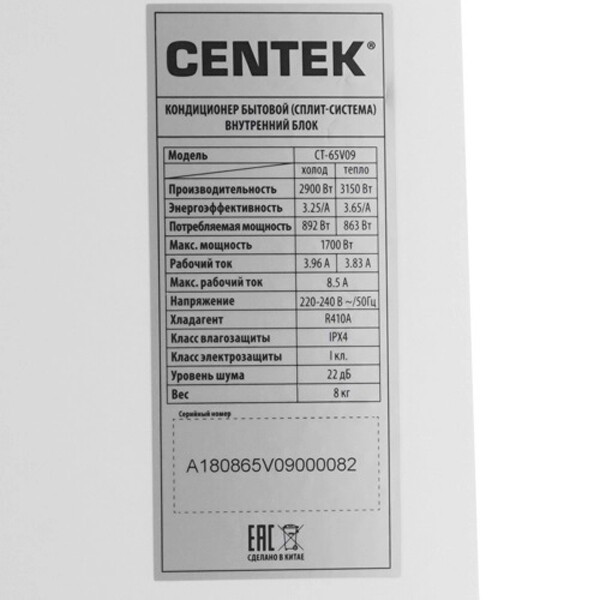 CENTEK®
КОНДИЦИОНЕР БЫТОВОЙ (СПЛИТ-СИСТЕМА)
ВНУТРЕННИЙ БЛОК
Модель CT-65V09
холод тепло
Производительность 2900 Вт 3150 Вт
Энергоэффективность 3.25/A 3.65/A
Потребляемая мощность 892 Вт 863 Вт
Макс. мощность 1700 Вт
Рабочий ток 3.96 А 3.83 А
Макс. рабочий ток 8.5 А
Напряжение 220-240 В ~/50Гц
Хладагент R410A
Класс влагозащиты IPX4
Класс электрозащиты I кл.
Уровень шума 22 дБ
Вес 8 кг
Серийный номер
A180865V09000082
EAC
СДЕЛАНО В КИТАЕ